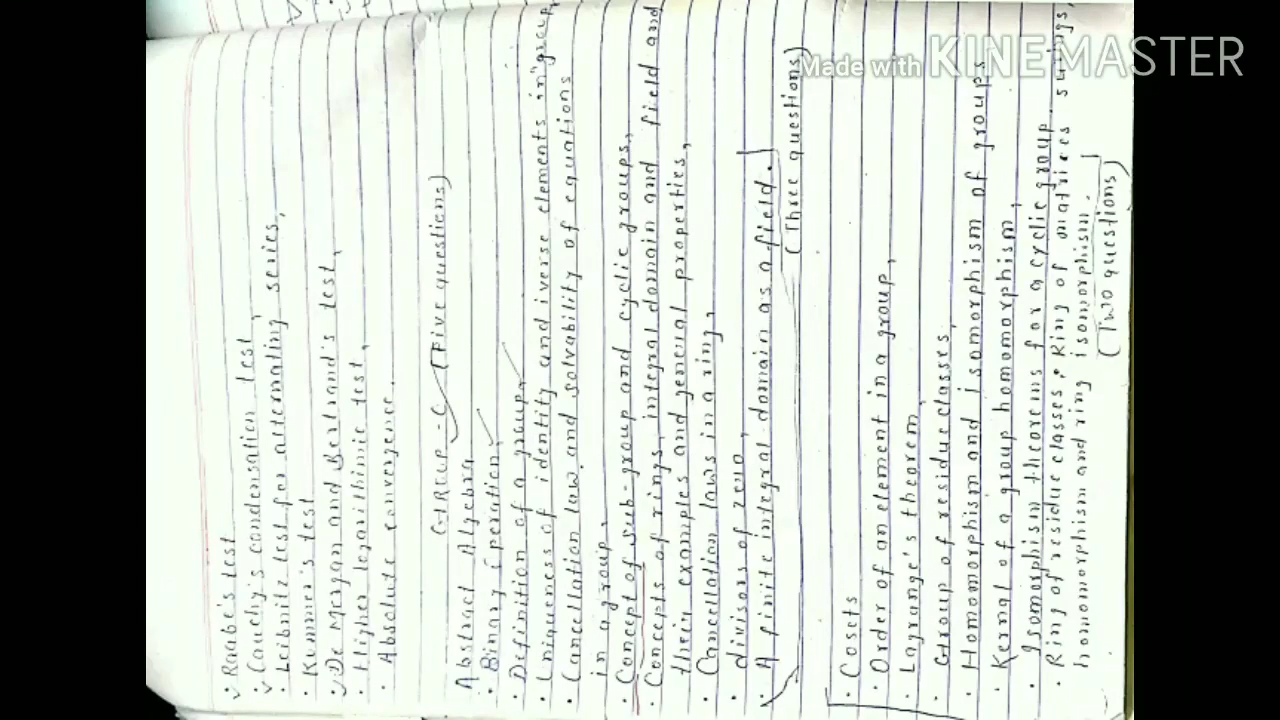 Made with KINEMASTER
✓ Raabe's test
✓ Cauchy's condensation test,
• Leibnitz test for alternating series,
• Kummer's test
✓ De Morgan and Bertrand's test,
• Higher logarithmic test,
• Absolute convergence.
GROUP-C (Five questions)
Abstract Algebra
• Binary operation,
• Definition of a group,
• Uniqueness of identity and iverse elements in group,
• Cancellation law and solvability of equations
in a group,
• Concept of sub-group and cyclic groups,
• Concepts of rings, integral domain and field and
their examples and general properties,
• Cancellation laws in a ring,
• divisors of zero,
• A finite integral domain as a field.
(Three questions)
• Cosets
• Order of an element in a group,
• Lagrange's theorem,
• Group of residue classes,
• Homomorphism and isomorphism of groups
• Kernal of a group homomorphism,
• Isomorphism theorems for a cyclic group.
• Ring of residue classes, Ring of matrices
homomorphism and ring isomorphism.
(Two questions)